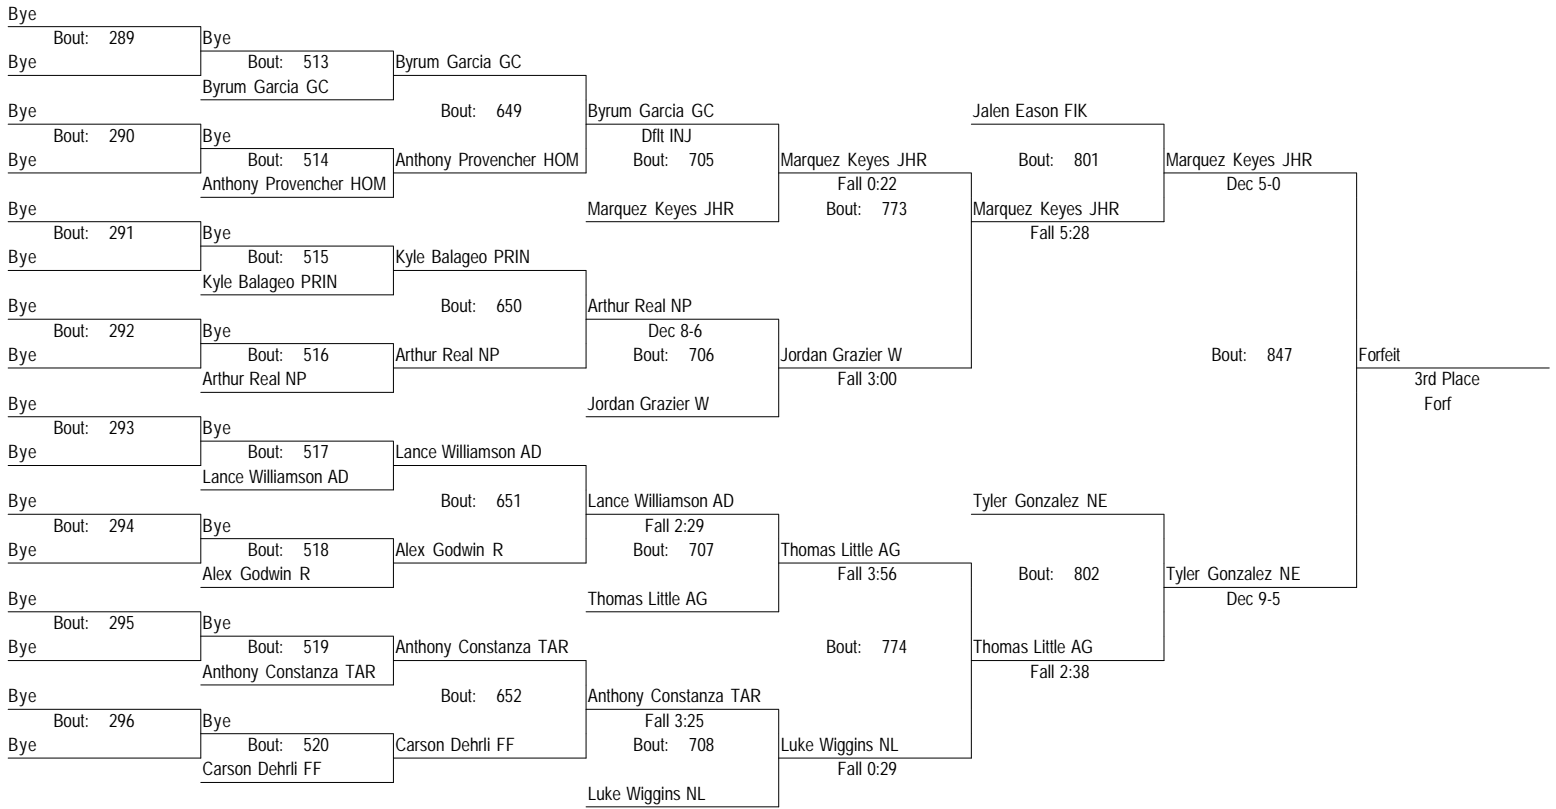 Bye
Bout: 289
Bye
Bye
Bout: 513
Byrum Garcia GC
Byrum Garcia GC
Bout: 649
Bye
Bout: 290
Bye
Bye
Bout: 514
Anthony Provencher HOM
Anthony Provencher HOM
Byrum Garcia GC
Dflt INJ
Bout: 705
Marquez Keyes JHR
Marquez Keyes JHR
Fall 0:22
Bout: 773
Bye
Bout: 291
Bye
Bye
Bout: 515
Kyle Balageo PRIN
Kyle Balageo PRIN
Bout: 650
Bye
Bout: 292
Bye
Bye
Bout: 516
Arthur Real NP
Arthur Real NP
Arthur Real NP
Dec 8-6
Bout: 706
Jordan Grazier W
Jordan Grazier W
Fall 3:00
Jalen Eason FIK
Bout: 801
Marquez Keyes JHR
Fall 5:28
Marquez Keyes JHR
Dec 5-0
Bout: 847
Forfeit
3rd Place
Forf
Bye
Bout: 293
Bye
Bye
Bout: 517
Lance Williamson AD
Lance Williamson AD
Bout: 651
Bye
Bout: 294
Bye
Bye
Bout: 518
Alex Godwin R
Alex Godwin R
Lance Williamson AD
Fall 2:29
Bout: 707
Thomas Little AG
Thomas Little AG
Fall 3:56
Bout: 774
Bye
Bout: 295
Bye
Bye
Bout: 519
Anthony Constanza TAR
Anthony Constanza TAR
Bout: 652
Bye
Bout: 296
Bye
Bye
Bout: 520
Carson Dehrli FF
Carson Dehrli FF
Anthony Constanza TAR
Fall 3:25
Bout: 708
Luke Wiggins NL
Luke Wiggins NL
Fall 0:29
Tyler Gonzalez NE
Bout: 802
Thomas Little AG
Fall 2:38
Tyler Gonzalez NE
Dec 9-5